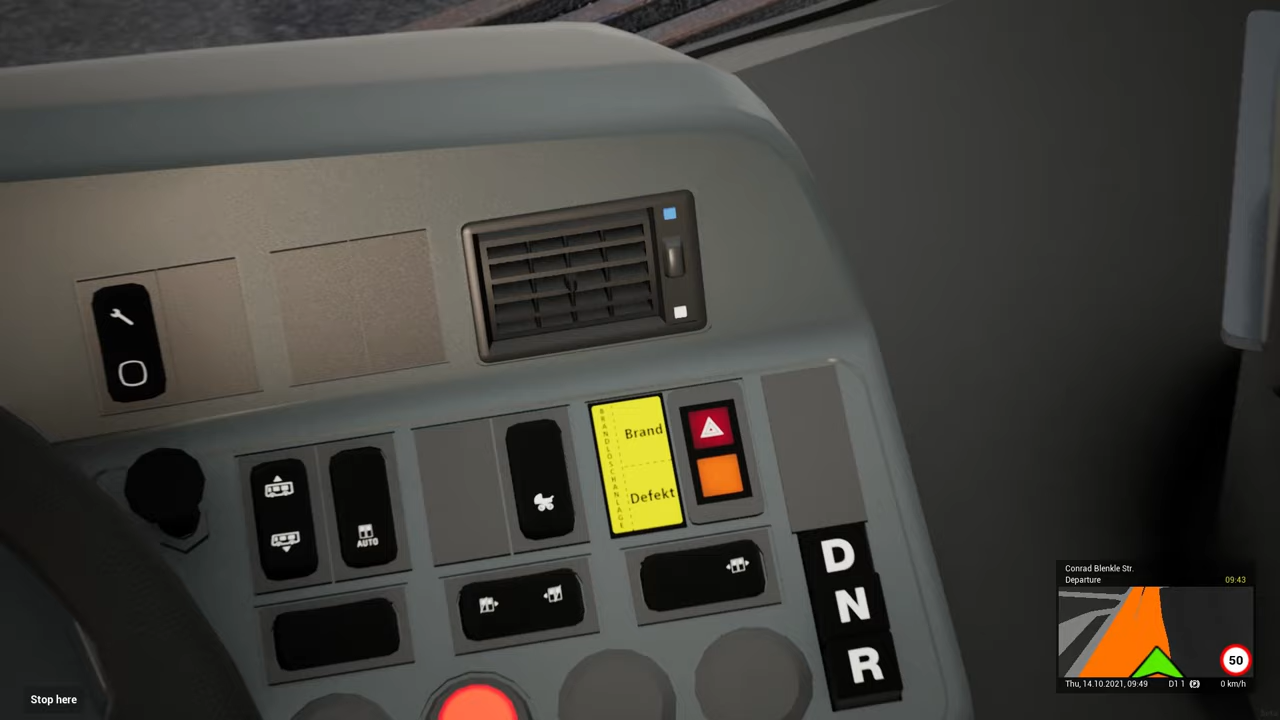 BRANDLÖSCHANLAGE
Brand
Defekt
AUTO
D
N
R
Conrad Blenkle Str.
Departure 09:43
50
Thu, 14.10.2021, 09:49 D1 1 P 0 km/h
Stop here